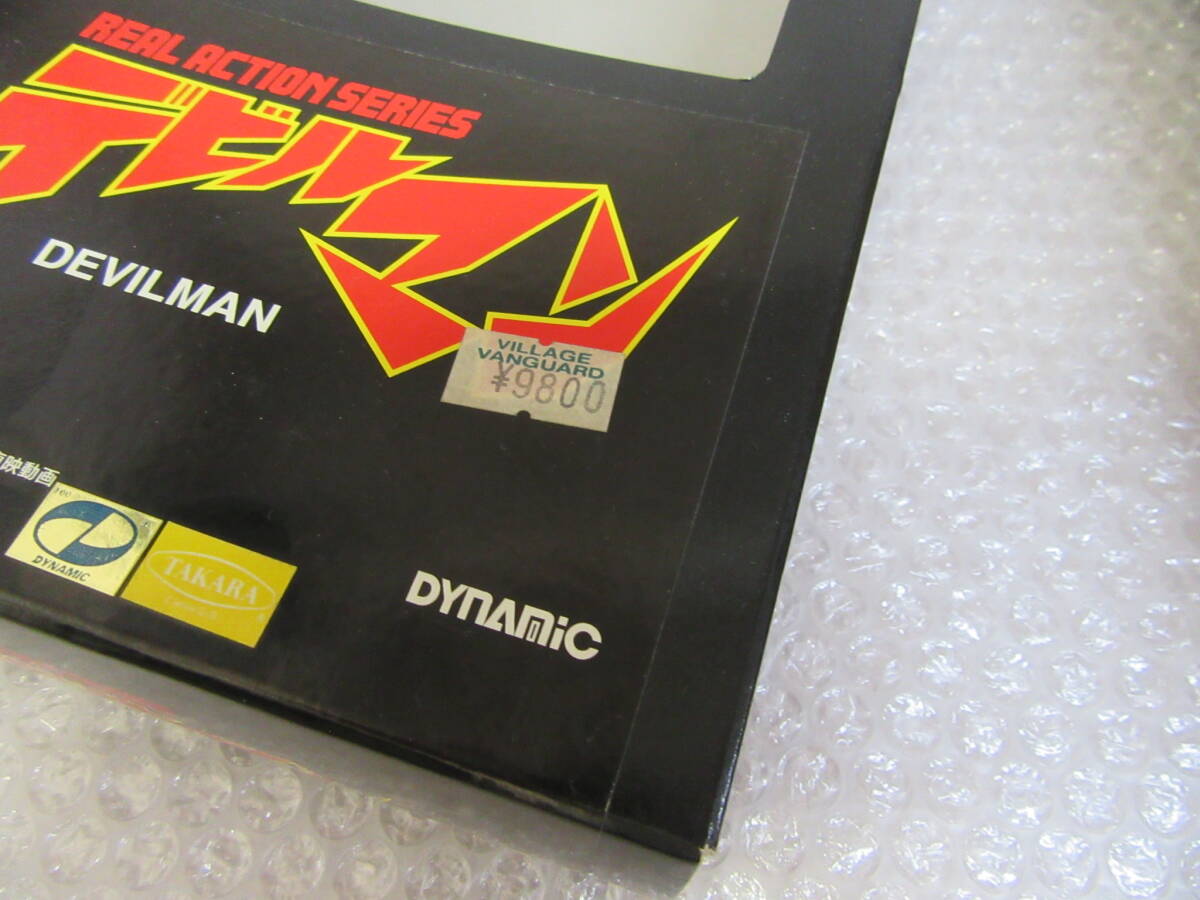 REAL ACTION SERIES
デビルマン
DEVILMAN
VILLAGE
VANGUARD
¥9800
映動画
DYNAMIC
TAKARA
DYNAMIC